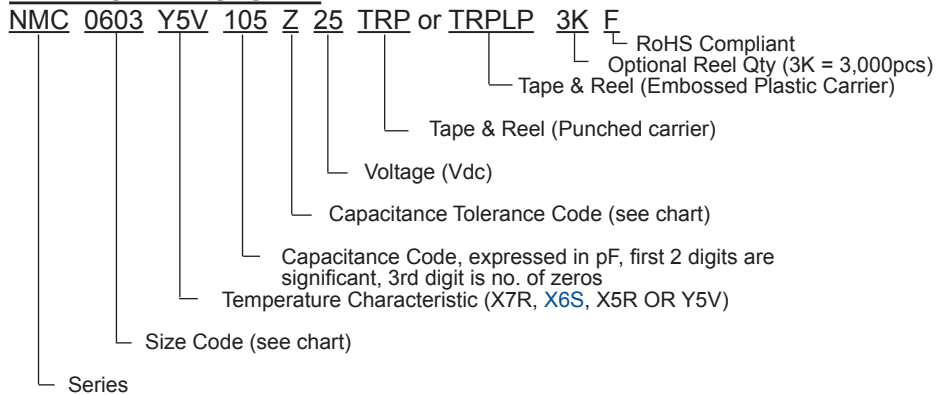 NMC 0603 Y5V 105 Z 25 TRP or TRPLP 3K F
RoHS Compliant
Optional Reel Qty (3K = 3,000pcs)
Tape & Reel (Embossed Plastic Carrier)
Tape & Reel (Punched carrier)
Voltage (Vdc)
Capacitance Tolerance Code (see chart)
Capacitance Code, expressed in pF, first 2 digits are
significant, 3rd digit is no. of zeros
Temperature Characteristic (X7R, X6S, X5R OR Y5V)
Size Code (see chart)
Series